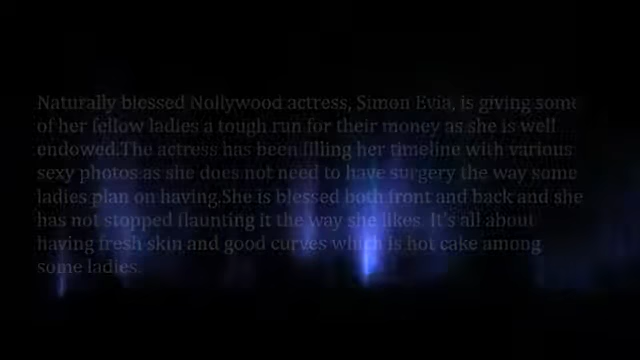 Naturally blessed Nollywood actress, Simon Evia, is giving some
of her fellow ladies a tough run for their money as she is well
endowed.The actress has been filling her timeline with various
sexy photos as she does not need to have surgery the way some
ladies plan on having.She is blessed both front and back and she
has not stopped flaunting it the way she likes. It's all about
having fresh skin and good curves which is hot cake among
some ladies.